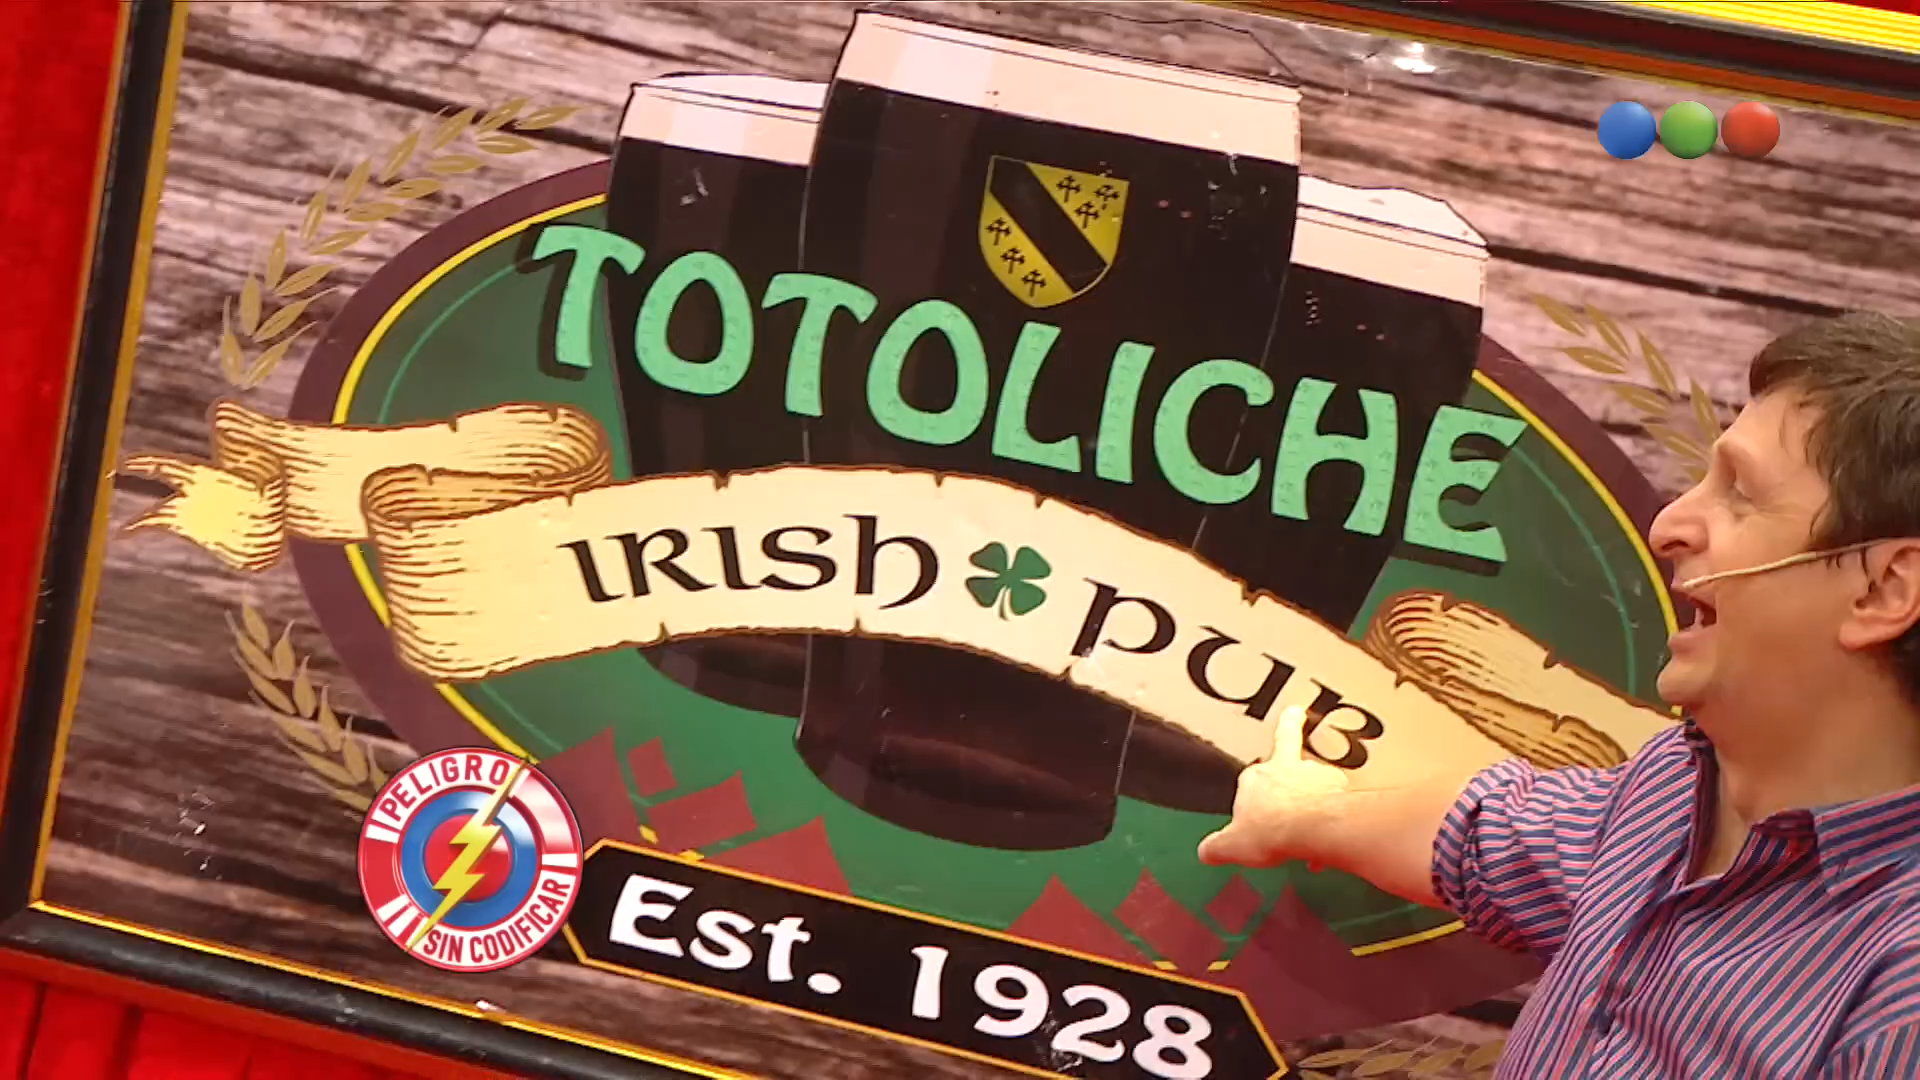 TOTOLICHE
IRISH PUB
Est. 1928
PELIGRO
SIN CODIFICAR